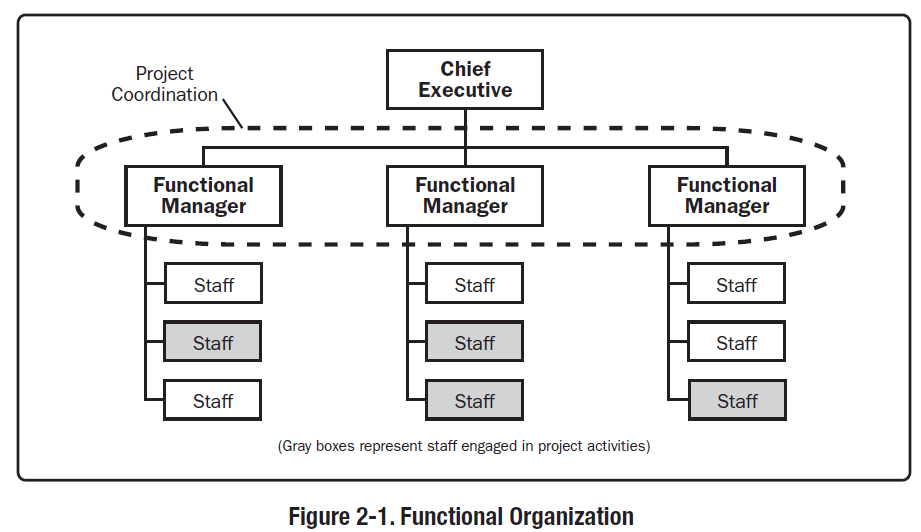 Project
Coordination
Chief
Executive
Functional
Manager
Functional
Manager
Functional
Manager
Staff
Staff
Staff
Staff
Staff
Staff
Staff
Staff
Staff
(Gray boxes represent staff engaged in project activities)
Figure 2-1. Functional Organization